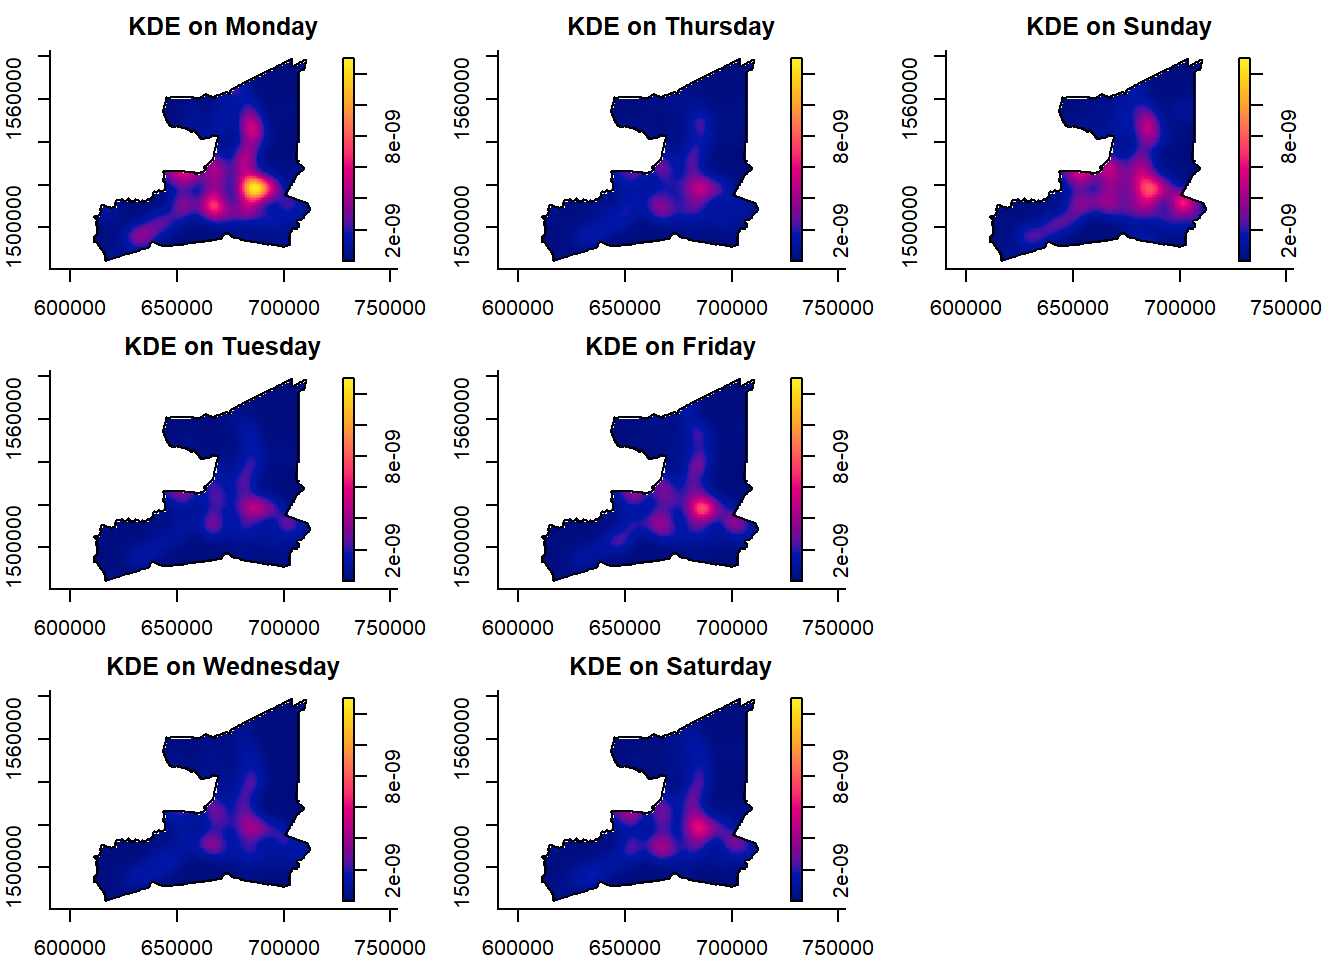 KDE on Monday
1500000 1560000
2e-09 8e-09
600000 650000 700000 750000
KDE on Thursday
1500000 1560000
2e-09 8e-09
600000 650000 700000 750000
KDE on Sunday
1500000 1560000
2e-09 8e-09
600000 650000 700000 750000
KDE on Tuesday
1500000 1560000
2e-09 8e-09
600000 650000 700000 750000
KDE on Friday
1500000 1560000
2e-09 8e-09
600000 650000 700000 750000
KDE on Wednesday
1500000 1560000
2e-09 8e-09
600000 650000 700000 750000
KDE on Saturday
1500000 1560000
2e-09 8e-09
600000 650000 700000 750000